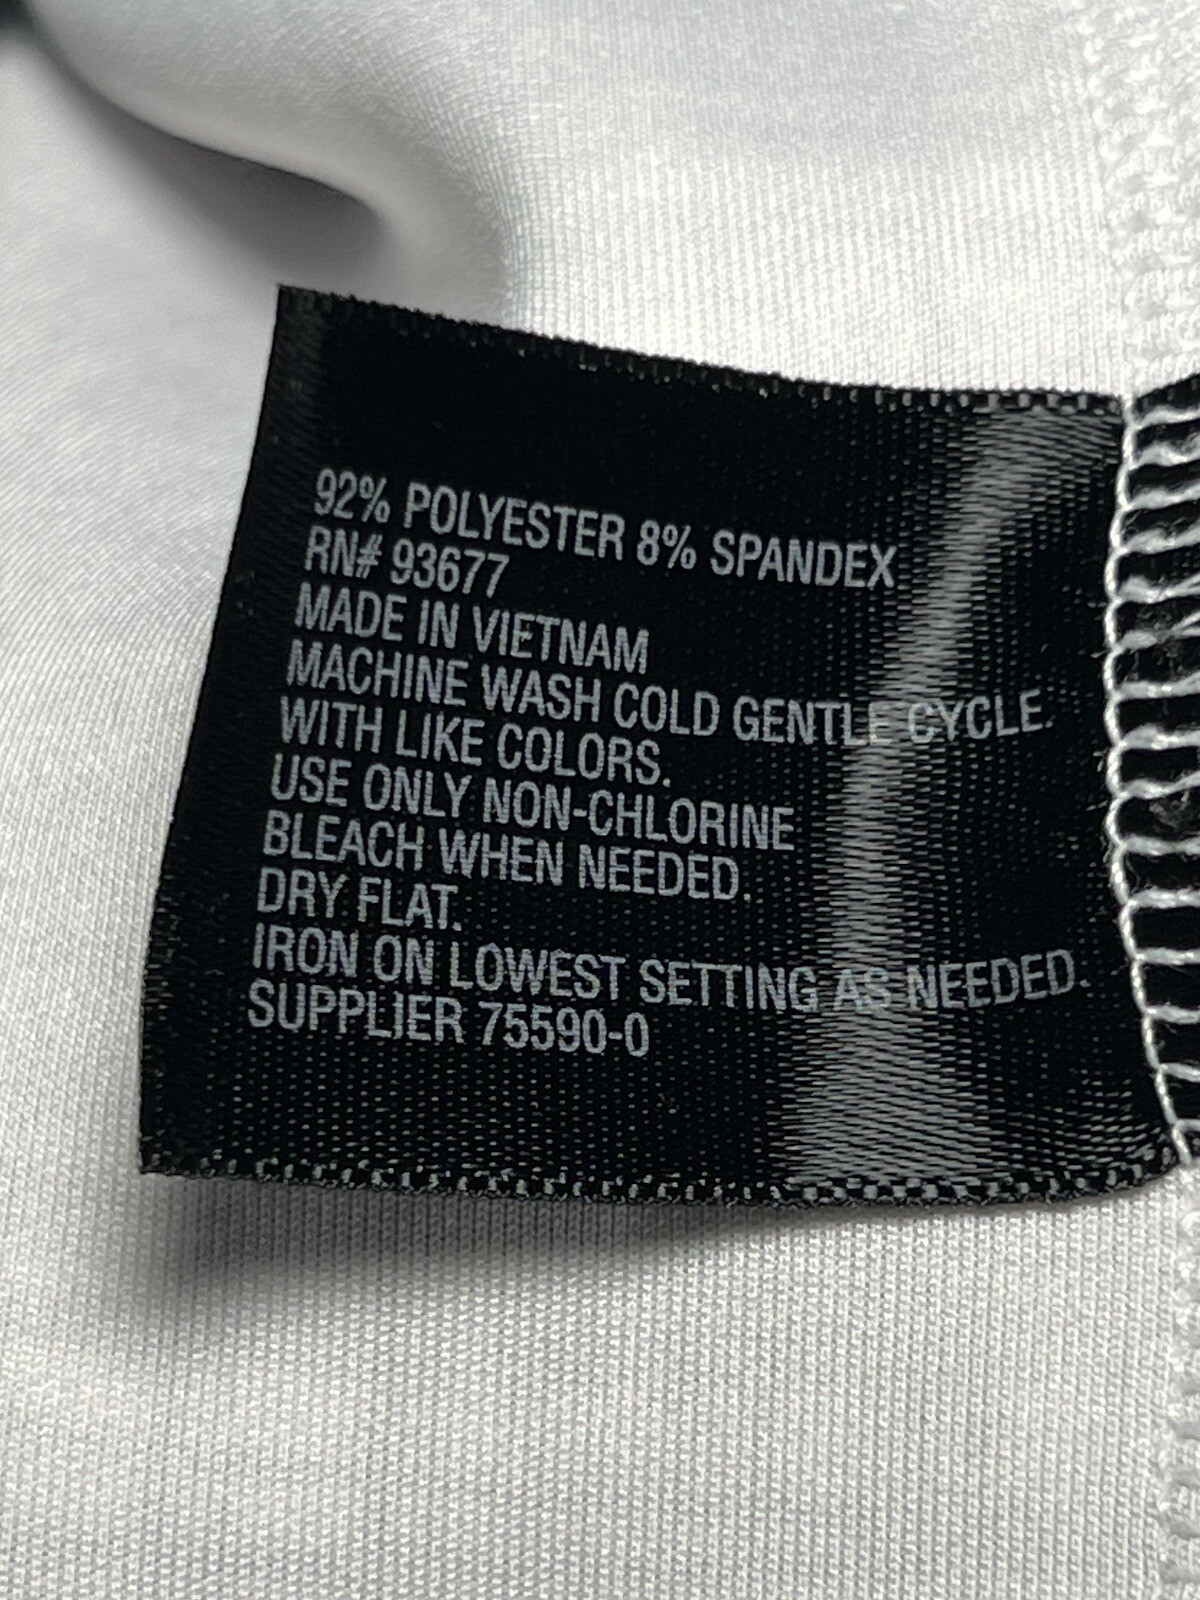 92% POLYESTER 8% SPANDEX
RN# 93677
MADE IN VIETNAM
MACHINE WASH COLD GENTLE CYCLE.
WITH LIKE COLORS.
USE ONLY NON-CHLORINE
BLEACH WHEN NEEDED.
DRY FLAT.
IRON ON LOWEST SETTING AS NEEDED.
SUPPLIER 75590-0